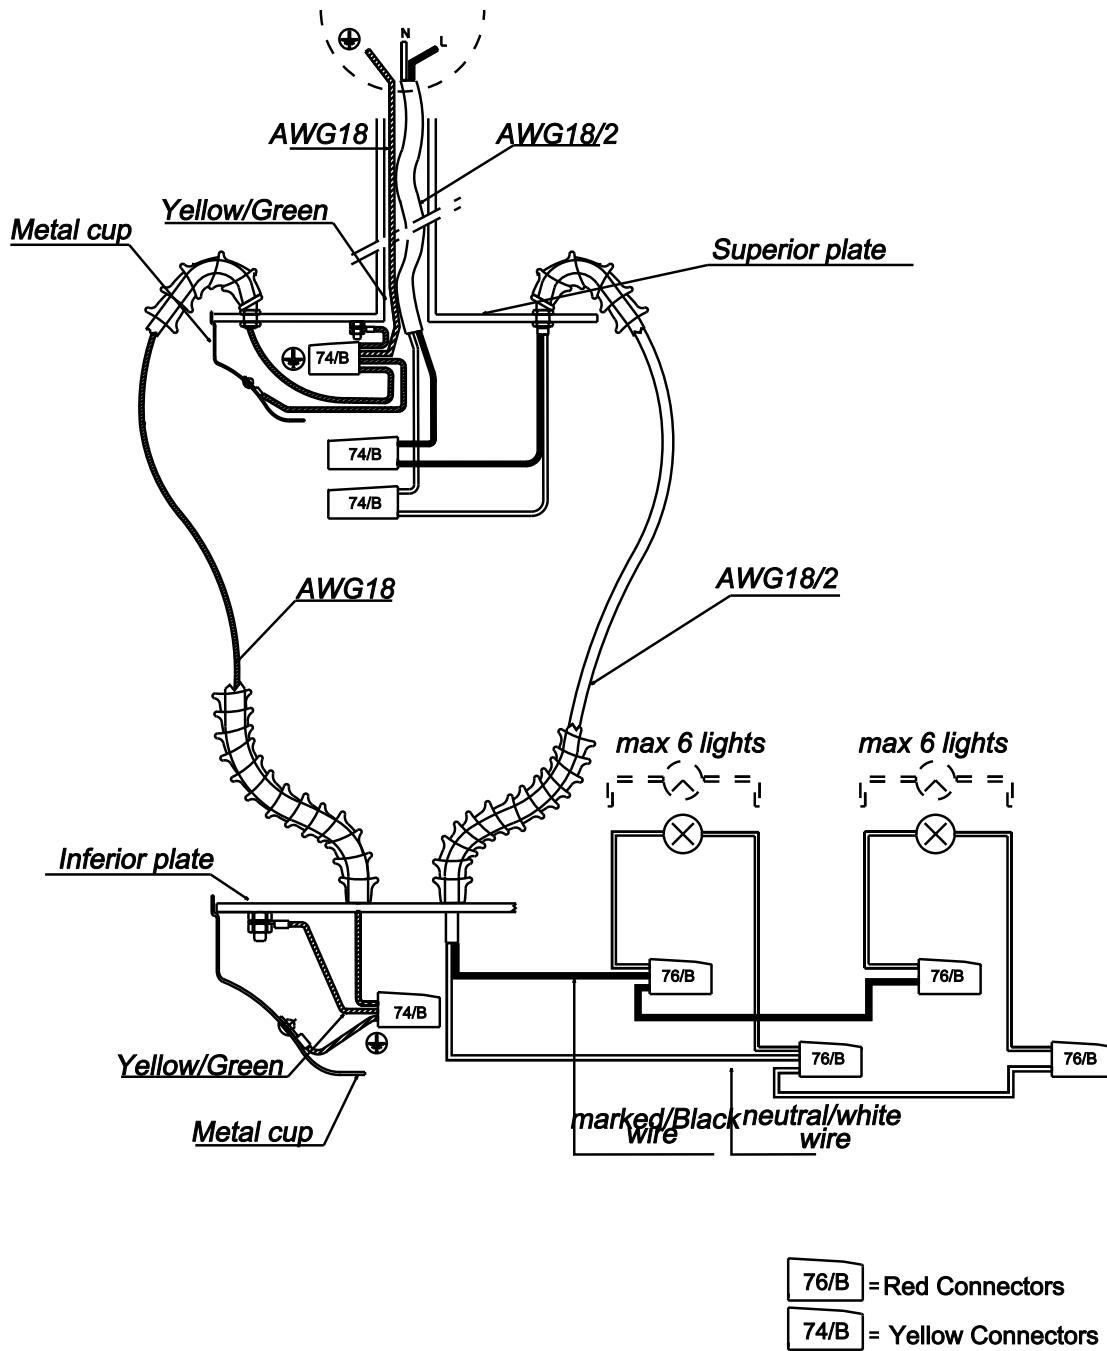 N
L
AWG18
AWG18/2
Yellow/Green
Metal cup
Superior plate
74/B
74/B
74/B
AWG18
AWG18/2
max 6 lights
max 6 lights
Inferior plate
76/B
76/B
74/B
76/B
76/B
Yellow/Green
marked/Black
wire
neutral/white
wire
Metal cup
76/B = Red Connectors
74/B = Yellow Connectors